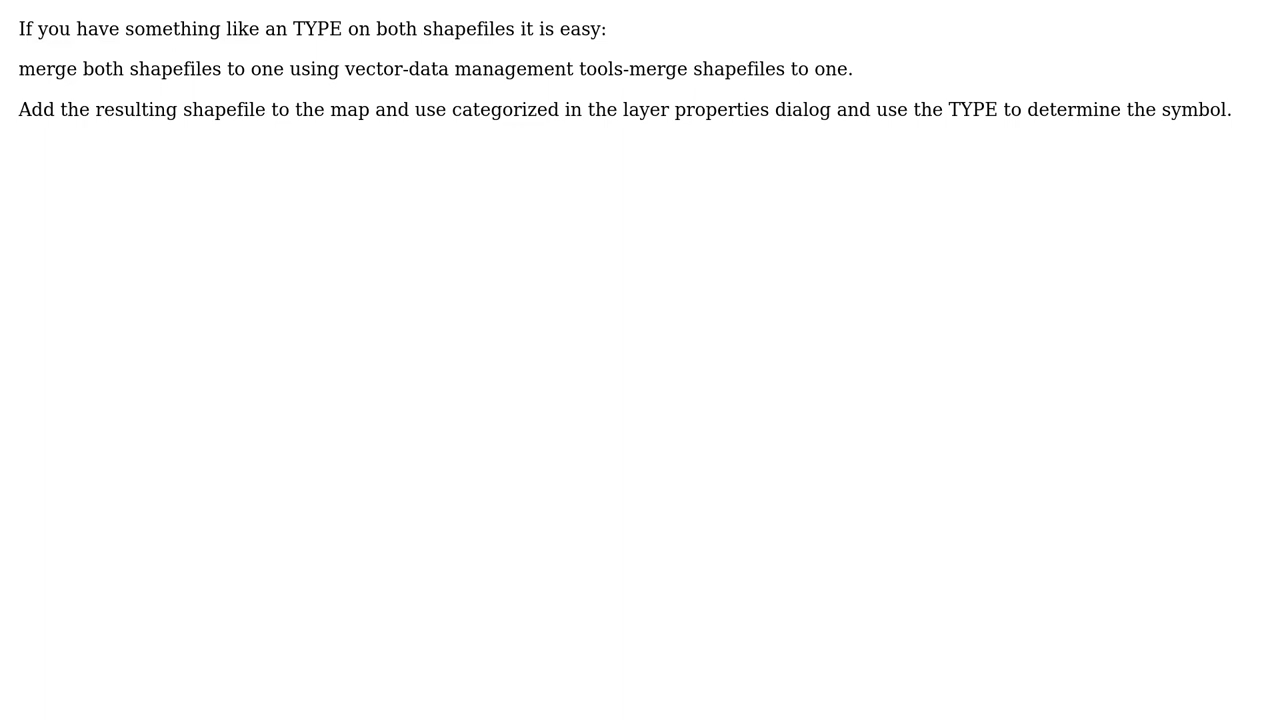 If you have something like an TYPE on both shapefiles it is easy:
merge both shapefiles to one using vector-data management tools-merge shapefiles to one.
Add the resulting shapefile to the map and use categorized in the layer properties dialog and use the TYPE to determine the symbol.